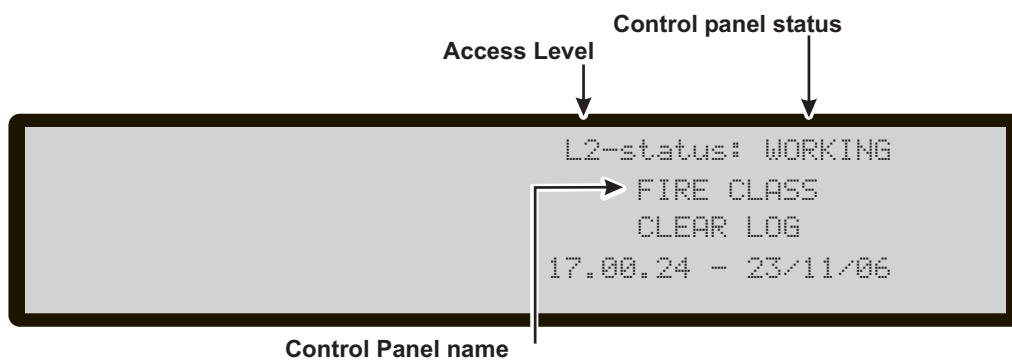 Control panel status
Access Level
L2-status: WORKING
FIRE CLASS
CLEAR LOG
17.00.24 - 23/11/06
Control Panel name